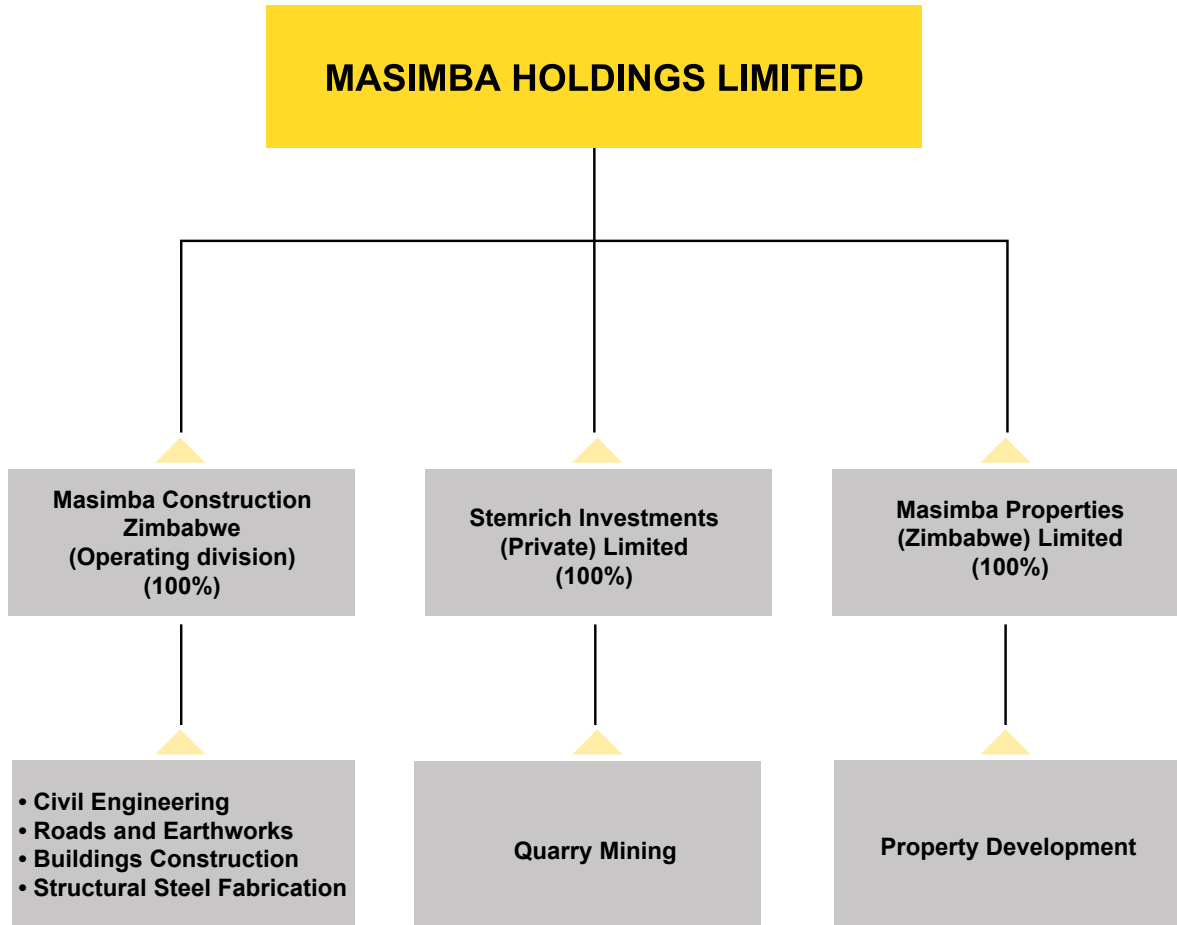 MASIMBA HOLDINGS LIMITED
Masimba Construction
Zimbabwe
(Operating division)
(100%)
Stemrich Investments
(Private) Limited
(100%)
Masimba Properties
(Zimbabwe) Limited
(100%)
• Civil Engineering
• Roads and Earthworks
• Buildings Construction
• Structural Steel Fabrication
Quarry Mining
Property Development